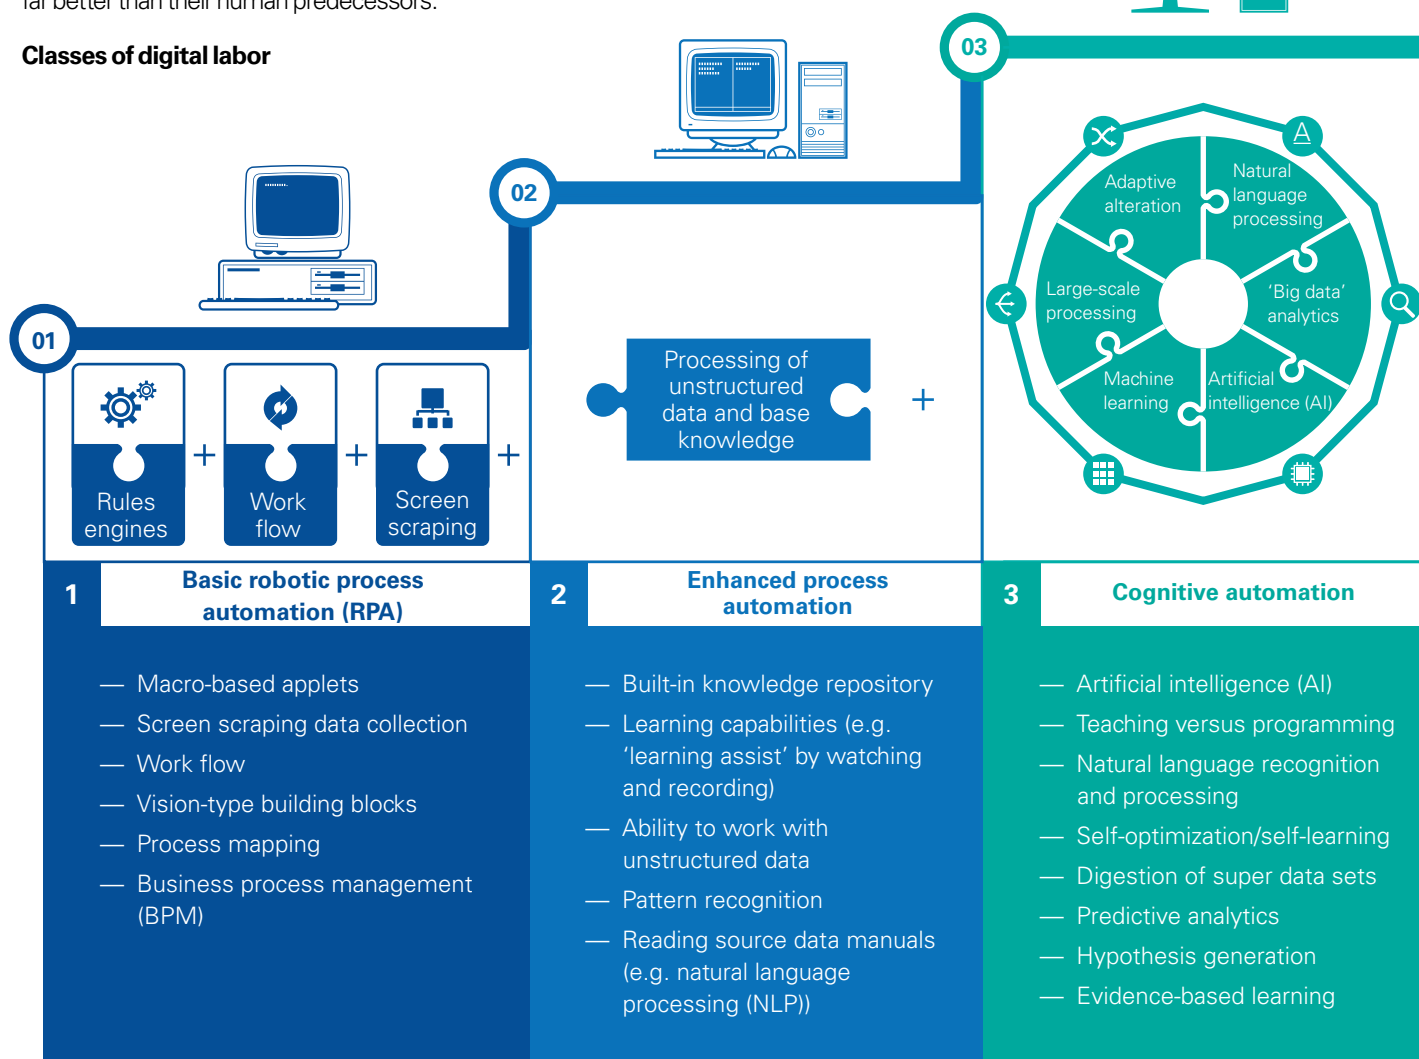 far better than their human predecessors.
Classes of digital labor
01
02
03
Rules
engines
+
Work
flow
+
Screen
scraping
+
Processing of
unstructured
data and base
knowledge
+
Adaptive
alteration
Natural
language
processing
Large-scale
processing
‘Big data’
analytics
Machine
learning
Artificial
intelligence (AI)
A
1
Basic robotic process
automation (RPA)
— Macro-based applets
— Screen scraping data collection
— Work flow
— Vision-type building blocks
— Process mapping
— Business process management
(BPM)
2
Enhanced process
automation
— Built-in knowledge repository
— Learning capabilities (e.g.
‘learning assist’ by watching
and recording)
— Ability to work with
unstructured data
— Pattern recognition
— Reading source data manuals
(e.g. natural language
processing (NLP))
3
Cognitive automation
— Artificial intelligence (AI)
— Teaching versus programming
— Natural language recognition
and processing
— Self-optimization/self-learning
— Digestion of super data sets
— Predictive analytics
— Hypothesis generation
— Evidence-based learning